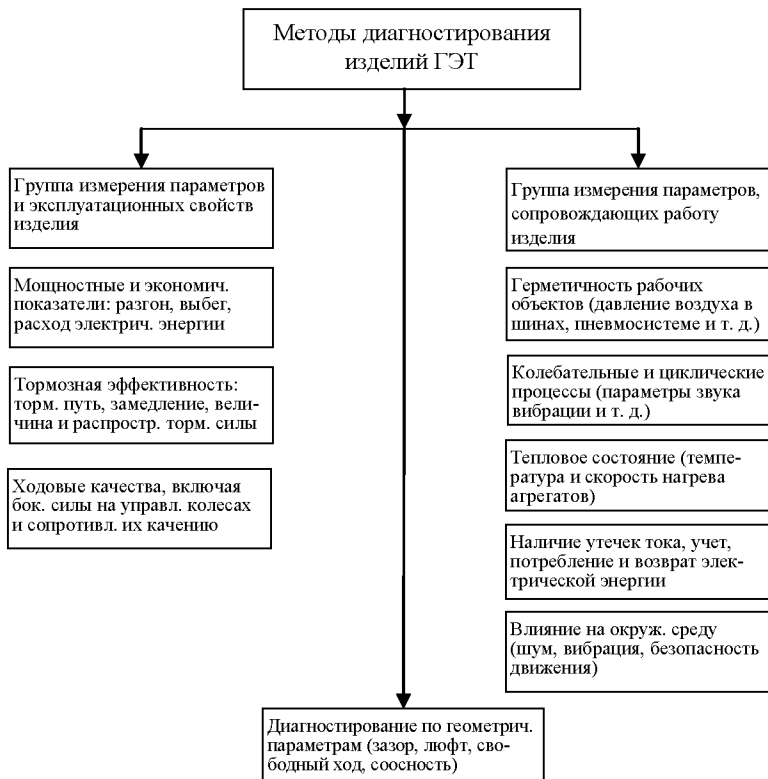 Методы диагностирования
изделий ГЭТ
Группа измерения параметров
и эксплуатационных свойств
изделия
Мощностные и экономич.
показатели: разгон, выбег,
расход электрич. энергии
Тормозная эффективность:
торм. путь, замедление, вели-
чина и распростр. торм. силы
Ходовые качества, включая
бок. силы на управл. колесах
и сопротивл. их качению
Группа измерения параметров,
сопровождающих работу
изделия
Герметичность рабочих
объектов (давление воздуха в
шинах, пневмосистеме и т. д.)
Колебательные и циклические
процессы (параметры звука
вибрации и т. д.)
Тепловое состояние (темпе-
ратура и скорость нагрева
агрегатов)
Наличие утечек тока, учет,
потребление и возврат элек-
трической энергии
Влияние на окруж. среду
(шум, вибрация, безопасность
движения)
Диагностирование по геометрич.
параметрам (зазор, люфт, сво-
бодный ход, соосность)